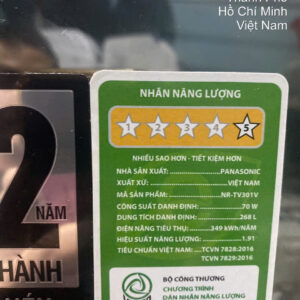 Thành Phố
Hồ Chí Minh
Việt Nam
NHÃN NĂNG LƯỢNG
1 2 3 4 5
NHIỀU SAO HƠN - TIẾT KIỆM HƠN
NHÀ SẢN XUẤT: PANASONIC
XUẤT XỨ: VIỆT NAM
MÃ SẢN PHẨM: NR-TV301V
CÔNG SUẤT DANH ĐỊNH: 70 W
DUNG TÍCH DANH ĐỊNH: 268 L
ĐIỆN NĂNG TIÊU THỤ: 349 kWh/NĂM
HIỆU SUẤT NĂNG LƯỢNG: 1.91
TIÊU CHUẨN VIỆT NAM: TCVN 7828:2016
TCVN 7829:2016
BỘ CÔNG THƯƠNG
CHƯƠNG TRÌNH
DÁN NHÃN NĂNG LƯỢNG
2
NĂM
HÀNH